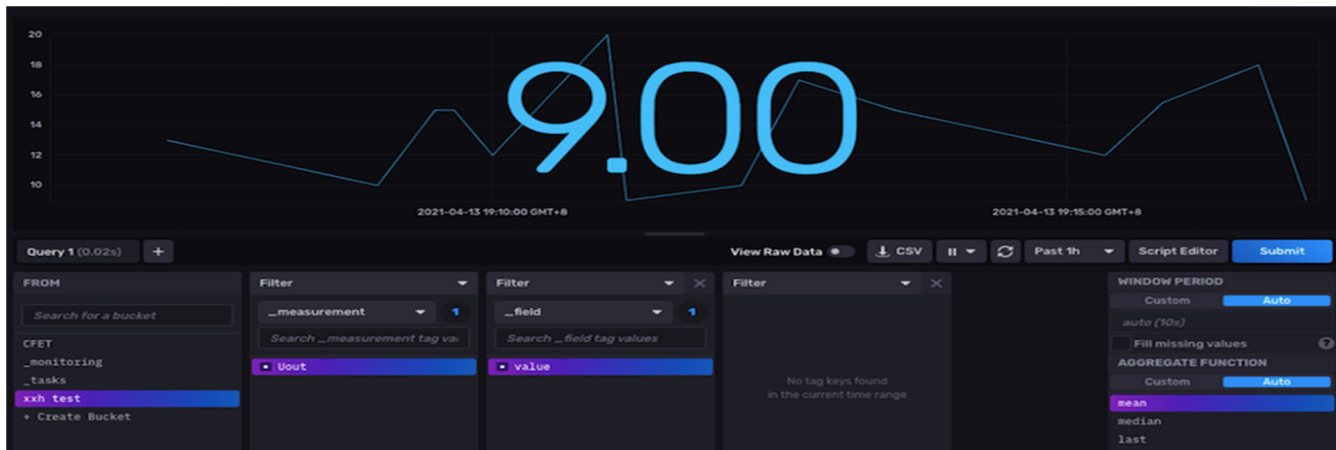 20
18
16
14
12
10
9.00
2021-04-13 19:10:00 GMT+8 2021-04-13 19:15:00 GMT+8
Query 1 (0.02s) + View Raw Data CSV Past 1h Script Editor Submit
FROM Filter Filter Filter WINDOW PERIOD
Custom Auto
Search for a bucket _measurement 1 _field 1 auto (10s)
Search _measurement tag va Search _field tag values Fill missing values ?
CFET
_monitoring Uout value AGGREGATE FUNCTION
_tasks No tag keys found Custom Auto
xxh test in the current time range mean
+ Create Bucket median
last